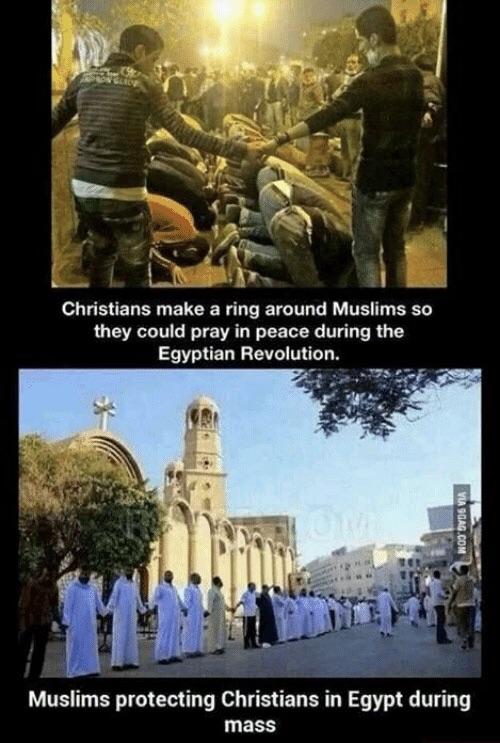 Christians make a ring around Muslims so
they could pray in peace during the
Egyptian Revolution.
VIA 9GAG.COM
Muslims protecting Christians in Egypt during
mass